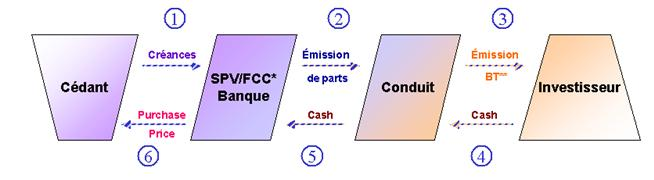 1
2
3
Créances
Émission
de parts
Émission
BT**
Cédant
SPV/FCC*
Banque
Conduit
Investisseur
Purchase
Price
Cash
Cash
6
5
4